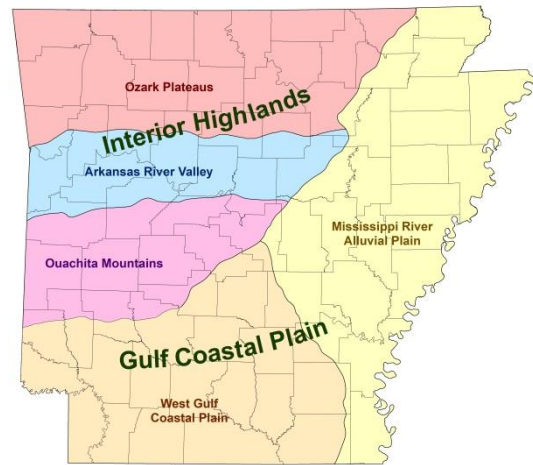 Ozark Plateaus
Interior Highlands
Arkansas River Valley
Mississippi River
Alluvial Plain
Ouachita Mountains
Gulf Coastal Plain
West Gulf
Coastal Plain